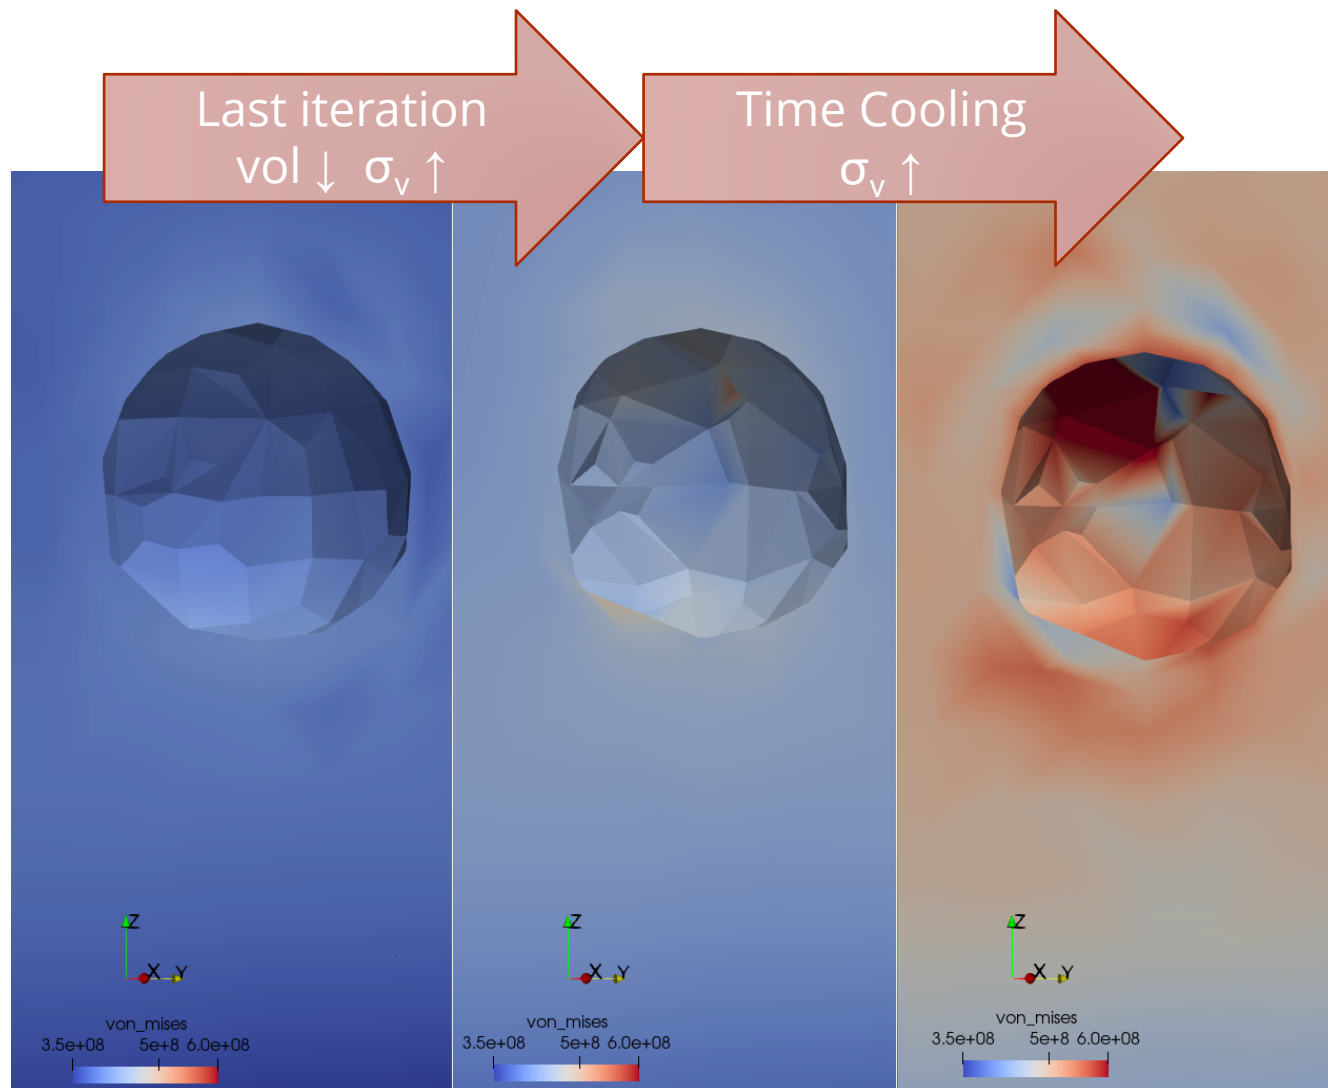 Last iteration
vol ↓ σv ↑
Time Cooling
σv ↑
Z
X Y
von_mises
3.5e+08 5e+8 6.0e+08
Z
X Y
von_mises
3.5e+08 5e+8 6.0e+08
Z
X Y
von_mises
3.5e+08 5e+8 6.0e+08